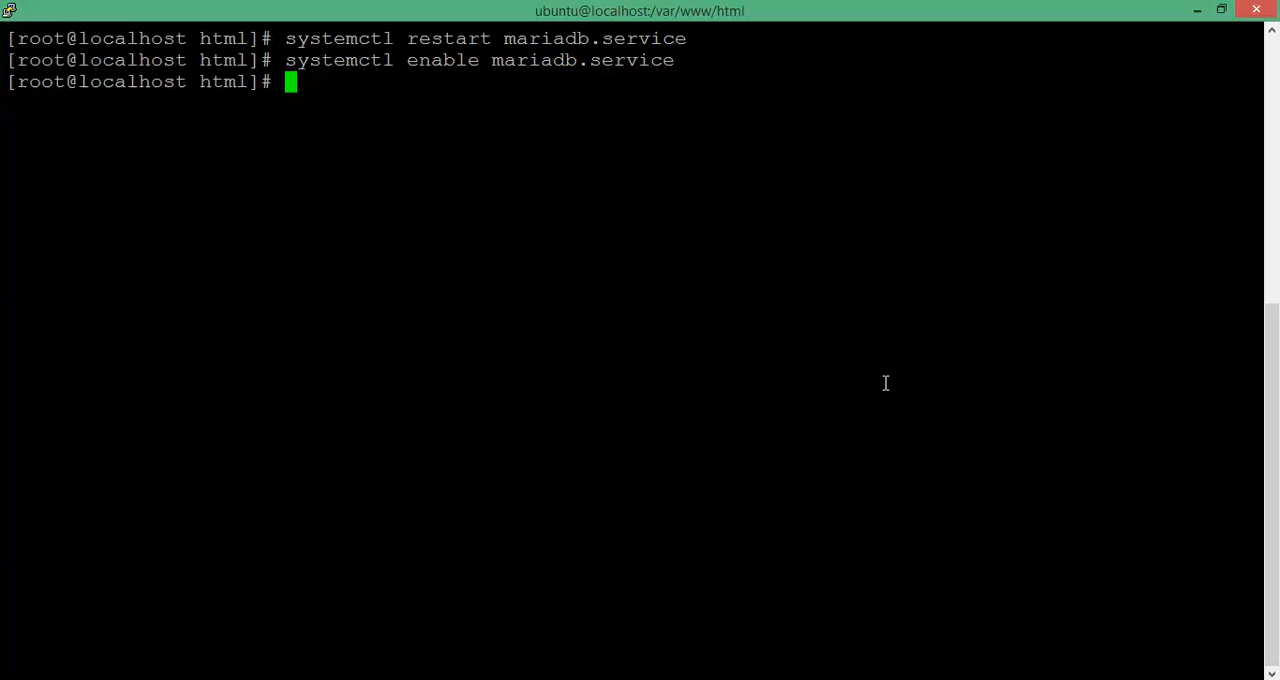 ubuntu@localhost:/var/www/html
[root@localhost html]# systemctl restart mariadb.service
[root@localhost html]# systemctl enable mariadb.service
[root@localhost html]#